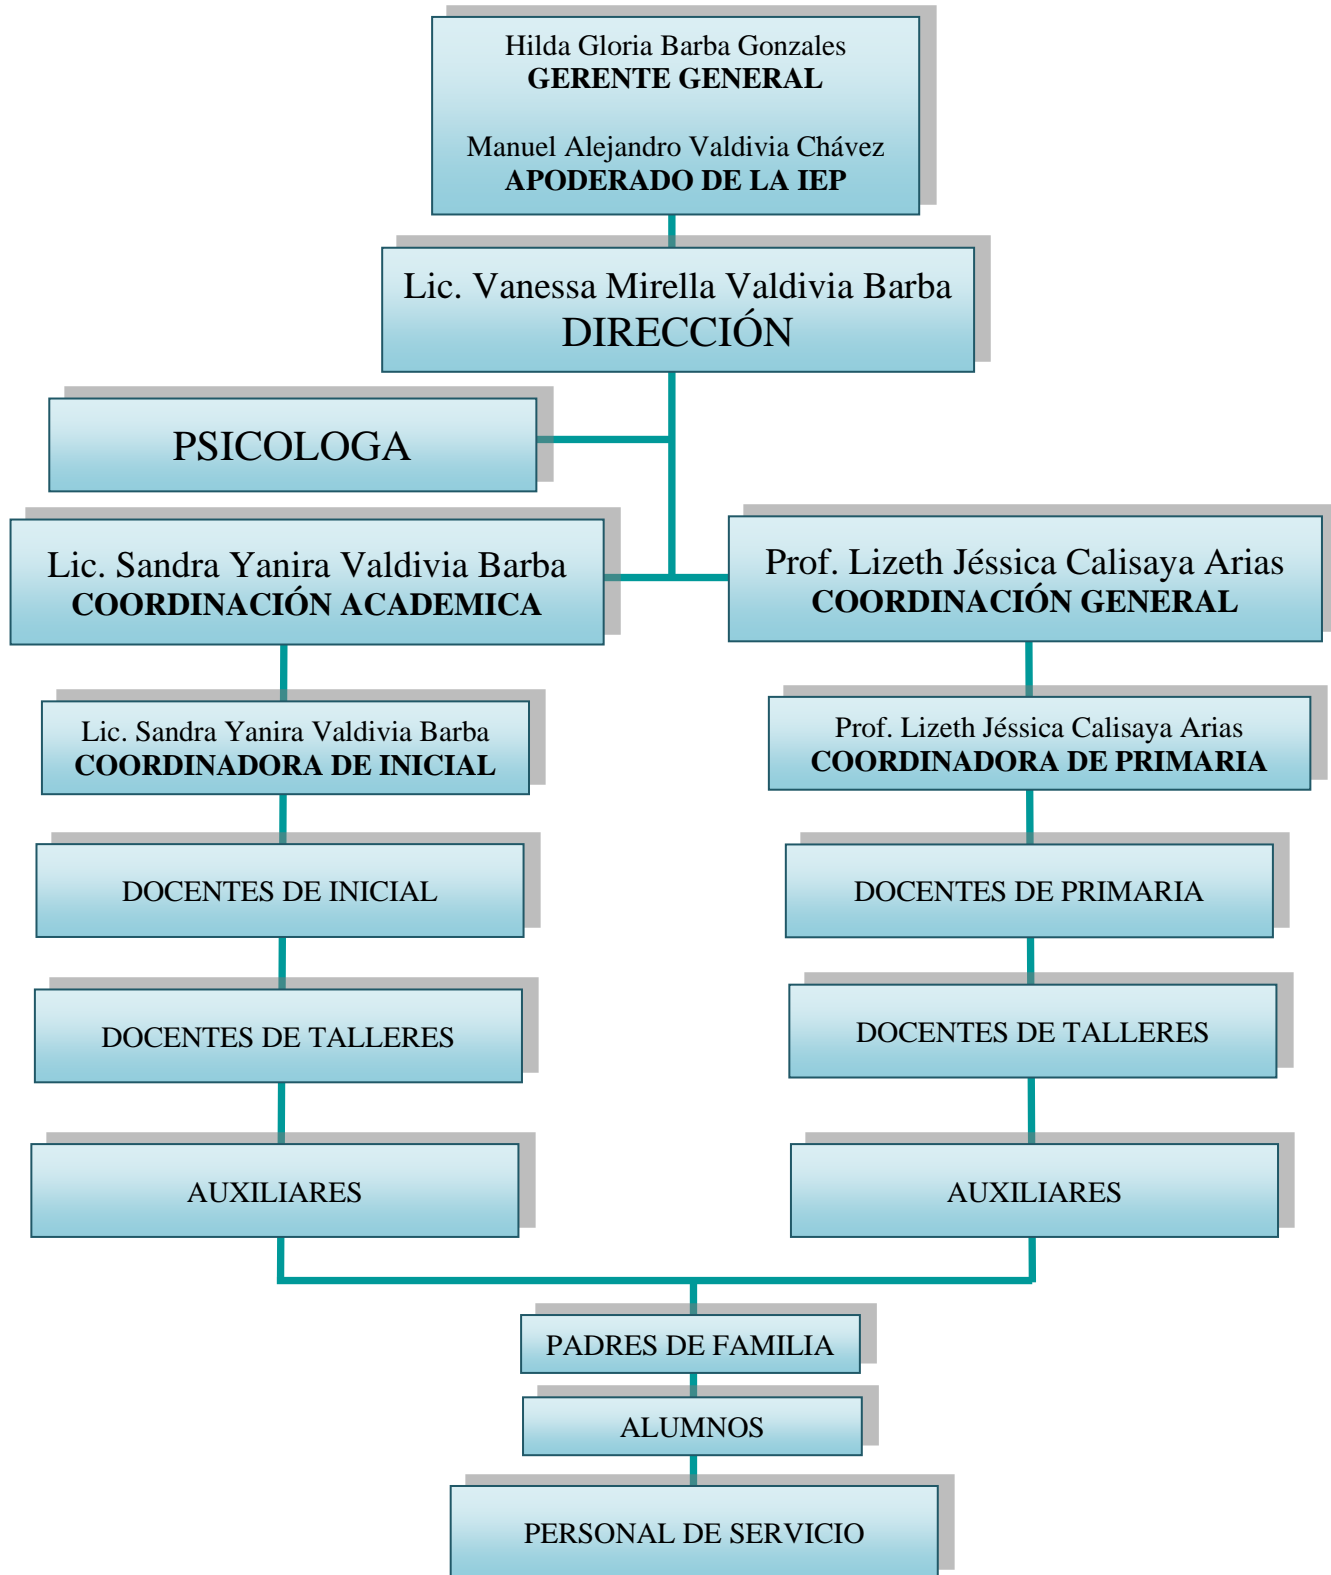 Hilda Gloria Barba Gonzales
GERENTE GENERAL
Manuel Alejandro Valdivia Chávez
APODERADO DE LA IEP
Lic. Vanessa Mirella Valdivia Barba
DIRECCIÓN
PSICOLOGA
Lic. Sandra Yanira Valdivia Barba
COORDINACIÓN ACADEMICA
Prof. Lizeth Jéssica Calisaya Arias
COORDINACIÓN GENERAL
Lic. Sandra Yanira Valdivia Barba
COORDINADORA DE INICIAL
Prof. Lizeth Jéssica Calisaya Arias
COORDINADORA DE PRIMARIA
DOCENTES DE INICIAL
DOCENTES DE PRIMARIA
DOCENTES DE TALLERES
DOCENTES DE TALLERES
AUXILIARES
AUXILIARES
PADRES DE FAMILIA
ALUMNOS
PERSONAL DE SERVICIO